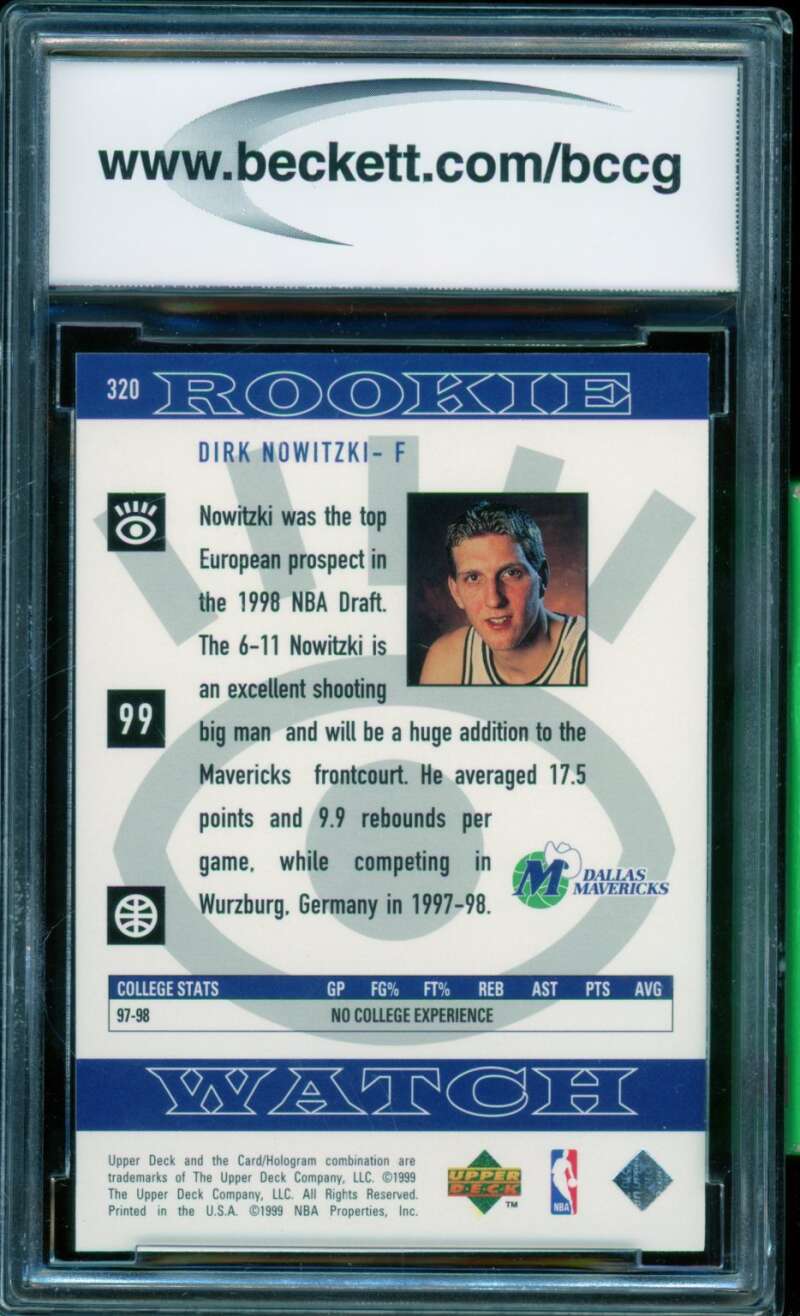 www.beckett.com/bccg
320 ROOKIE
DIRK NOWITZKI- F
Nowitzki was the top
European prospect in
the 1998 NBA Draft.
The 6-11 Nowitzki is
an excellent shooting
big man and will be a huge addition to the
Mavericks frontcourt. He averaged 17.5
points and 9.9 rebounds per
game, while competing in
Wurzburg, Germany in 1997-98.
99
M DALLAS
MAVERICKS
COLLEGE STATS GP FG% FT% REB AST PTS AVG
97-98 NO COLLEGE EXPERIENCE
WATCH
Upper Deck and the Card/Hologram combination are
trademarks of The Upper Deck Company, LLC. ©1999
The Upper Deck Company, LLC. All Rights Reserved.
Printed in the U.S.A. ©1999 NBA Properties, Inc.
UPPER
DECK
TM
NBA